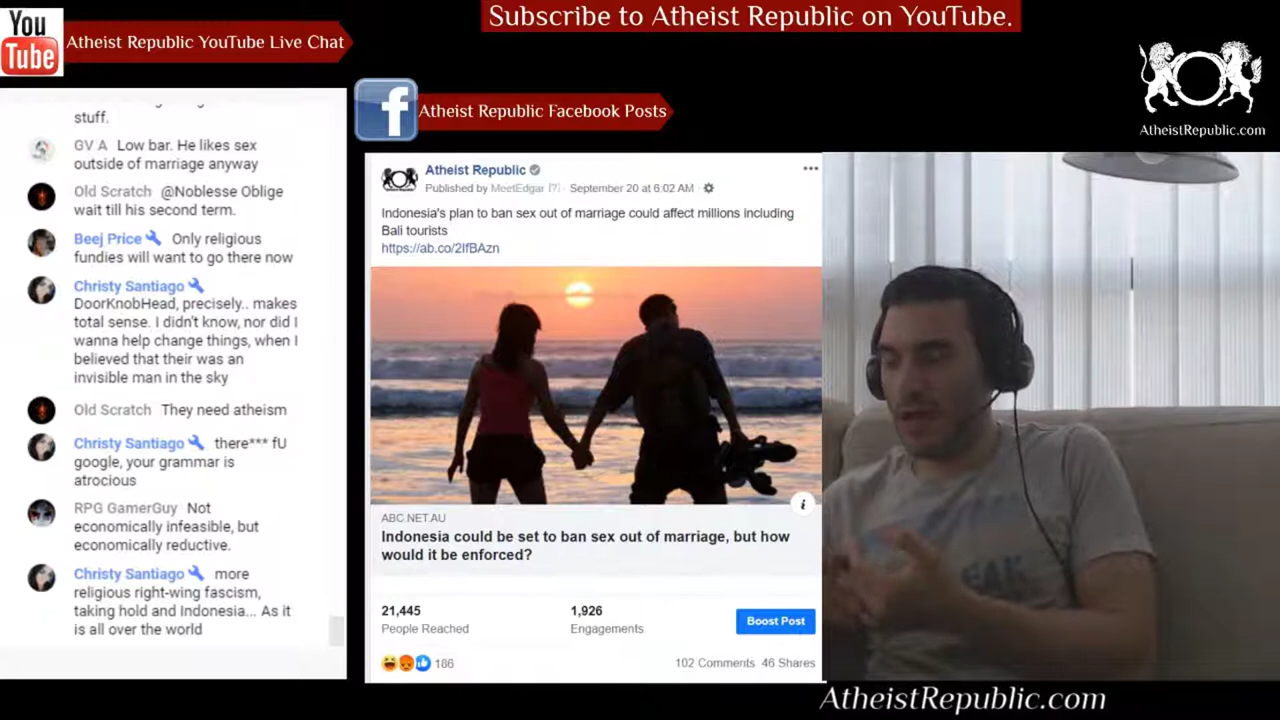 Subscribe to Atheist Republic on YouTube.
You
Tube
Atheist Republic YouTube Live Chat
AtheistRepublic.com
Atheist Republic Facebook Posts
f
stuff.
GV A Low bar. He likes sex
outside of marriage anyway
Old Scratch @Noblesse Oblige
wait till his second term.
Beej Price Only religious
fundies will want to go there now
Christy Santiago
DoorKnobHead, precisely.. makes
total sense. I didn't know, nor did I
wanna help change things, when I
believed that their was an
invisible man in the sky
Old Scratch They need atheism
Christy Santiago there*** fU
google, your grammar is
atrocious
RPG GamerGuy Not
economically infeasible, but
economically reductive.
Christy Santiago more
religious right-wing fascism,
taking hold and Indonesia... As it
is all over the world
Atheist Republic
Published by MeetEdgar [?] · September 20 at 6:02 AM ·
Indonesia's plan to ban sex out of marriage could affect millions including
Bali tourists
https://ab.co/2IfBAzn
i
ABC.NET.AU
Indonesia could be set to ban sex out of marriage, but how
would it be enforced?
21,445
People Reached
1,926
Engagements
Boost Post
186
102 Comments 46 Shares
AtheistRepublic.com